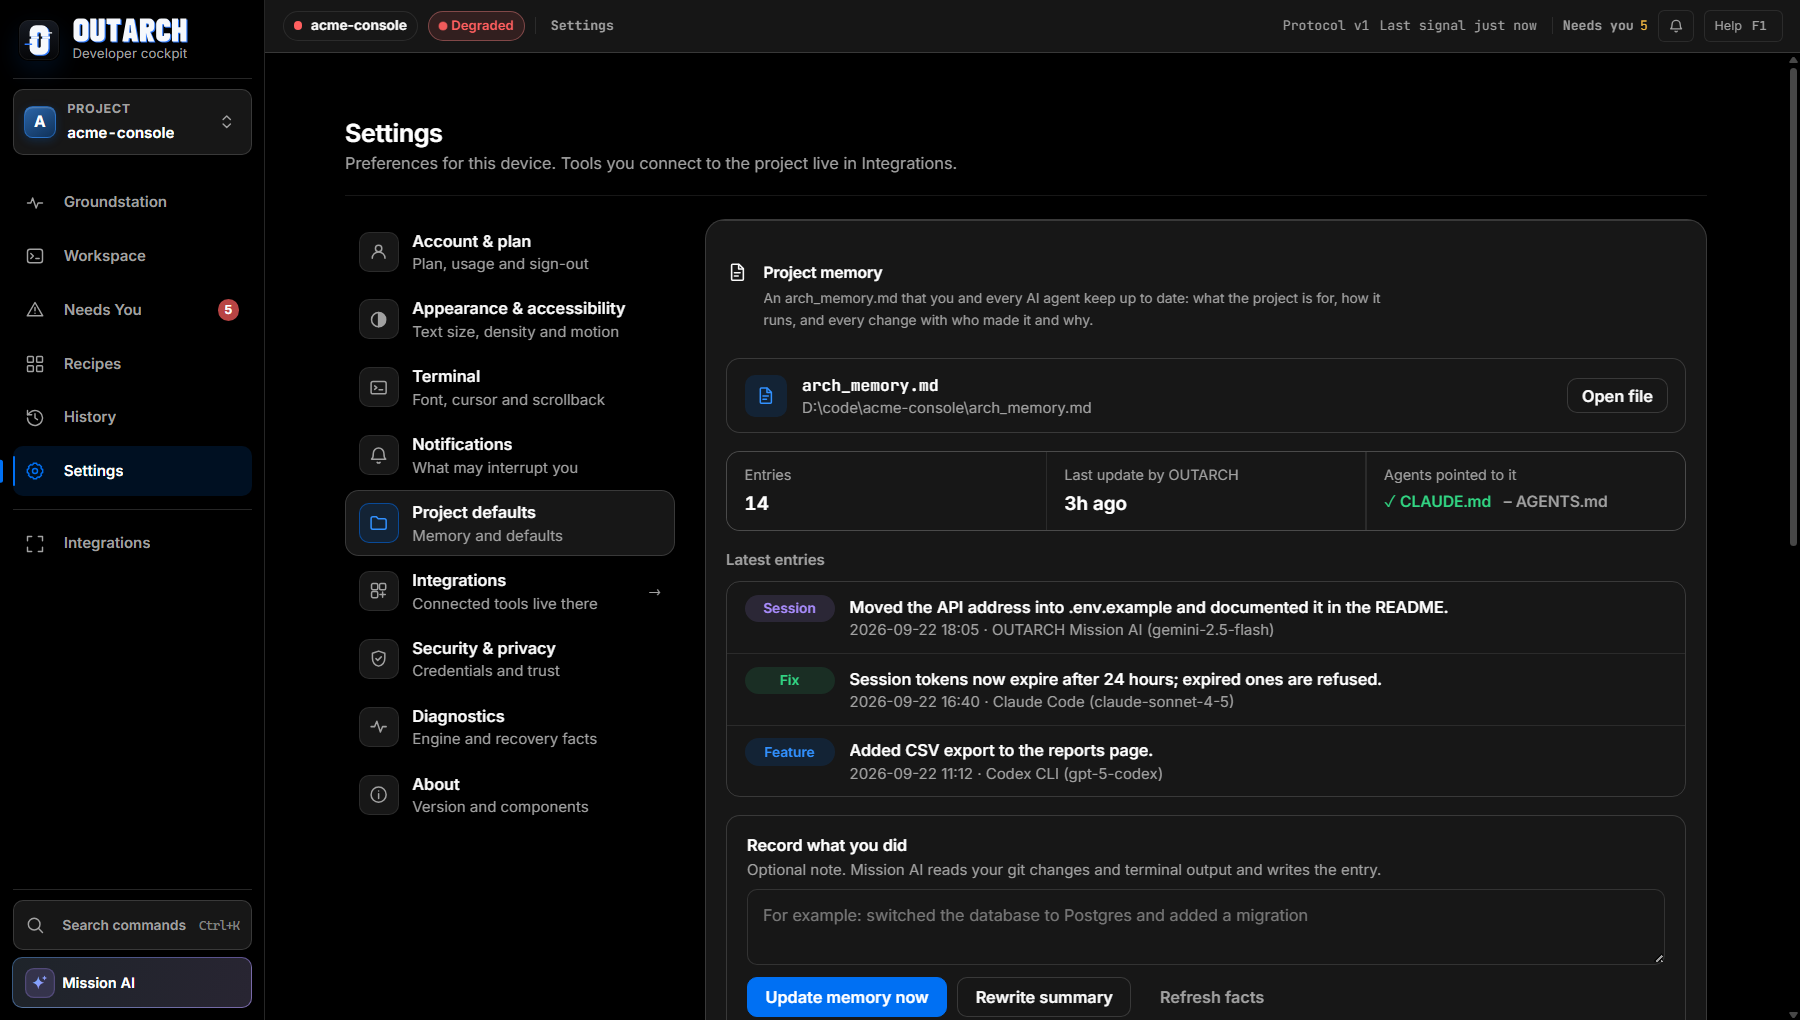 OUTARCH
Developer cockpit
PROJECT
A
acme-console
Groundstation
Workspace
Needs You
5
Recipes
History
Settings
Integrations
Search commands Ctrl+K
Mission AI
acme-console
Degraded
Settings
Protocol v1 Last signal just now
Needs you 5
Help F1
Settings
Preferences for this device. Tools you connect to the project live in Integrations.
Account & plan
Plan, usage and sign-out
Appearance & accessibility
Text size, density and motion
Terminal
Font, cursor and scrollback
Notifications
What may interrupt you
Project defaults
Memory and defaults
Integrations
Connected tools live there
→
Security & privacy
Credentials and trust
Diagnostics
Engine and recovery facts
About
Version and components
Project memory
An arch_memory.md that you and every AI agent keep up to date: what the project is for, how it
runs, and every change with who made it and why.
arch_memory.md
D:\code\acme-console\arch_memory.md
Open file
Entries
14
Last update by OUTARCH
3h ago
Agents pointed to it
✓ CLAUDE.md – AGENTS.md
Latest entries
Session
Moved the API address into .env.example and documented it in the README.
2026-09-22 18:05 · OUTARCH Mission AI (gemini-2.5-flash)
Fix
Session tokens now expire after 24 hours; expired ones are refused.
2026-09-22 16:40 · Claude Code (claude-sonnet-4-5)
Feature
Added CSV export to the reports page.
2026-09-22 11:12 · Codex CLI (gpt-5-codex)
Record what you did
Optional note. Mission AI reads your git changes and terminal output and writes the entry.
For example: switched the database to Postgres and added a migration
Update memory now
Rewrite summary
Refresh facts